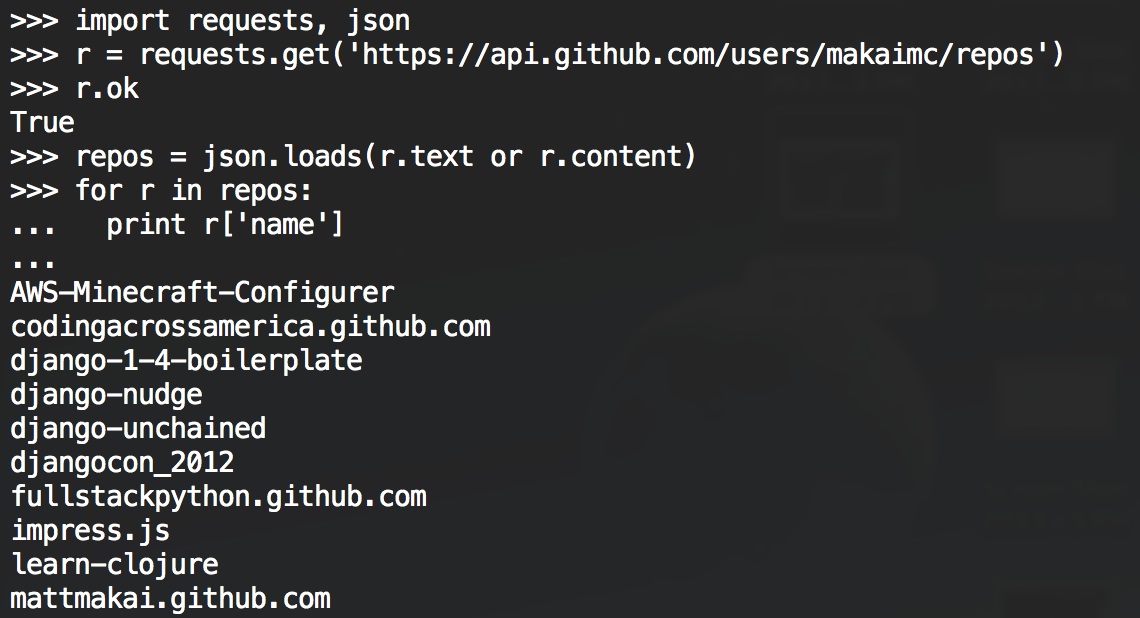 >>> import requests, json
>>> r = requests.get('https://api.github.com/users/makaimc/repos')
>>> r.ok
True
>>> repos = json.loads(r.text or r.content)
>>> for r in repos:
...   print r['name']
...
AWS-Minecraft-Configurer
codingacrossamerica.github.com
django-1-4-boilerplate
django-nudge
django-unchained
djangocon_2012
fullstackpython.github.com
impress.js
learn-clojure
mattmakai.github.com